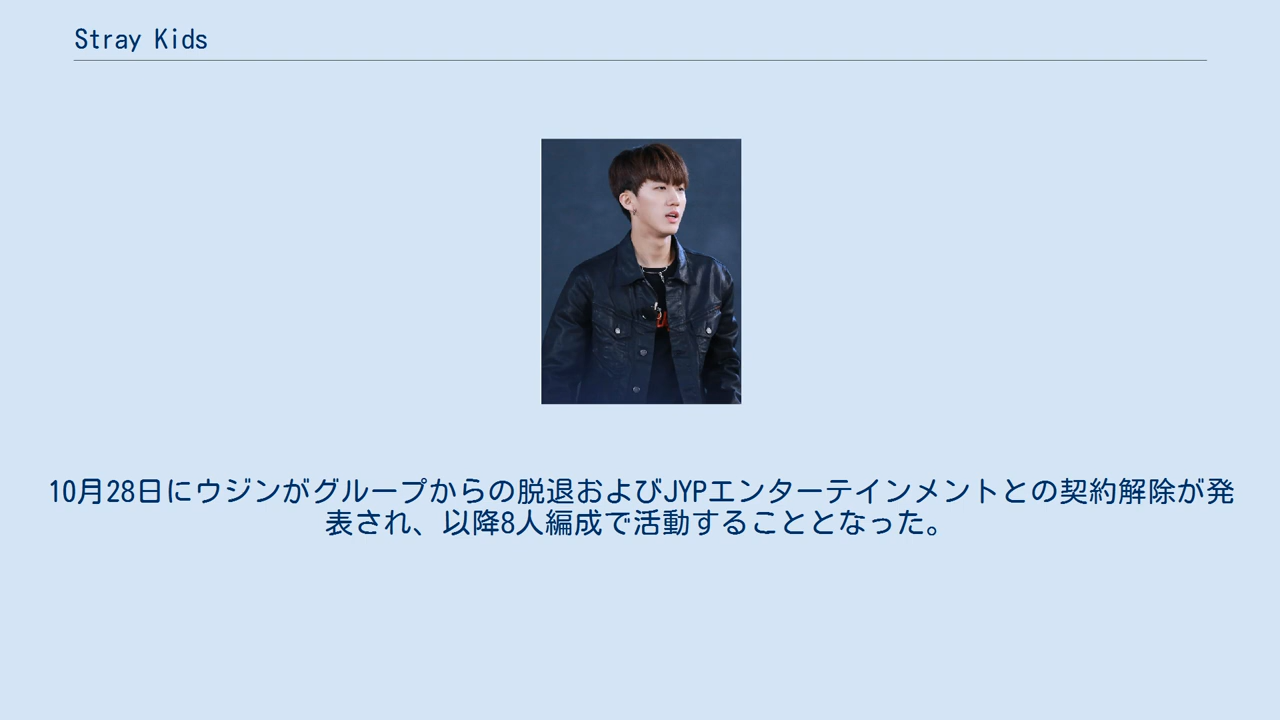 Stray Kids
10月28日にウジンがグループからの脱退およびJYPエンターテインメントとの契約解除が発
表され、以降8人編成で活動することとなった。